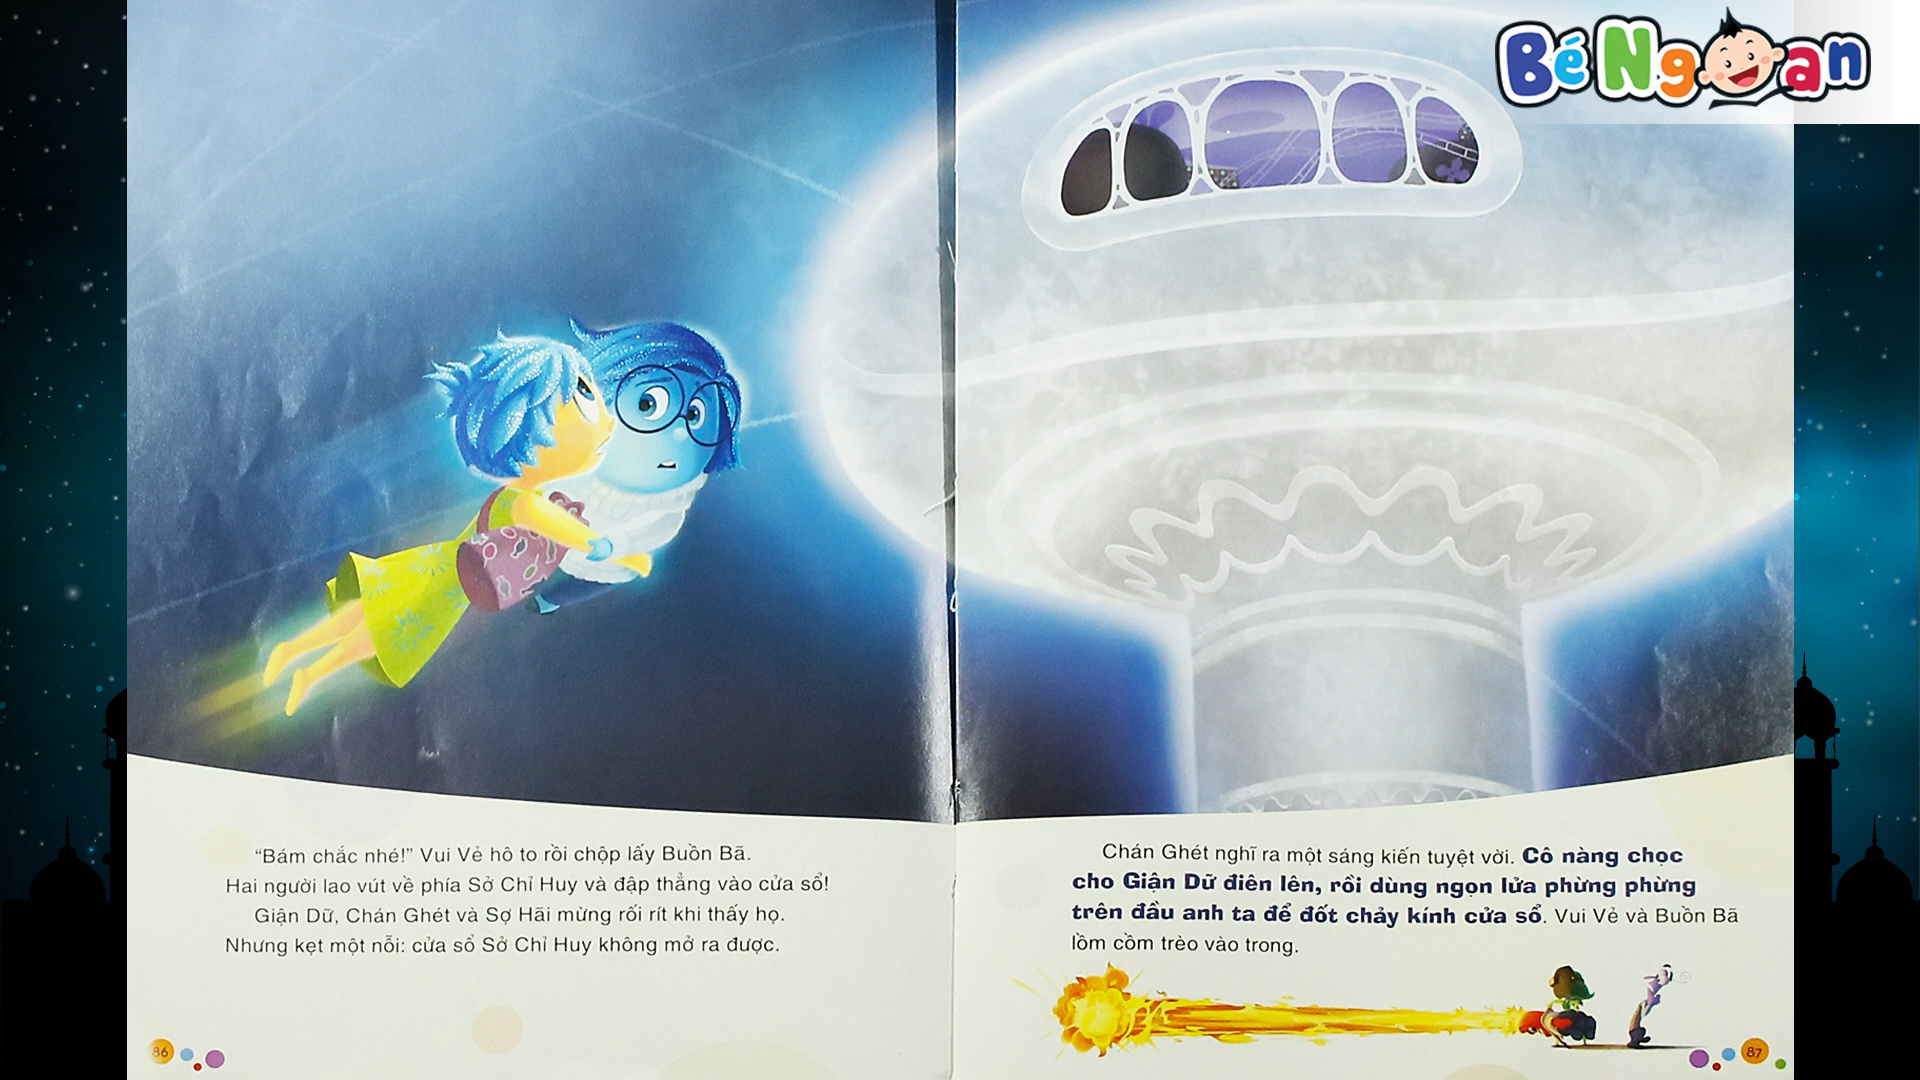 Bé Ngoan
“Bám chắc nhé!” Vui Vẻ hô to rồi chộp lấy Buồn Bã.
Hai người lao vút về phía Sở Chỉ Huy và đập thẳng vào cửa sổ!
Giận Dữ, Chán Ghét và Sợ Hãi mừng rối rít khi thấy họ.
Nhưng kẹt một nỗi: cửa sổ Sở Chỉ Huy không mở ra được.
86
Chán Ghét nghĩ ra một sáng kiến tuyệt vời. Cô nàng chọc
cho Giận Dữ điên lên, rồi dùng ngọn lửa phừng phừng
trên đầu anh ta để đốt chảy kính cửa sổ. Vui Vẻ và Buồn Bã
lồm cồm trèo vào trong.
87